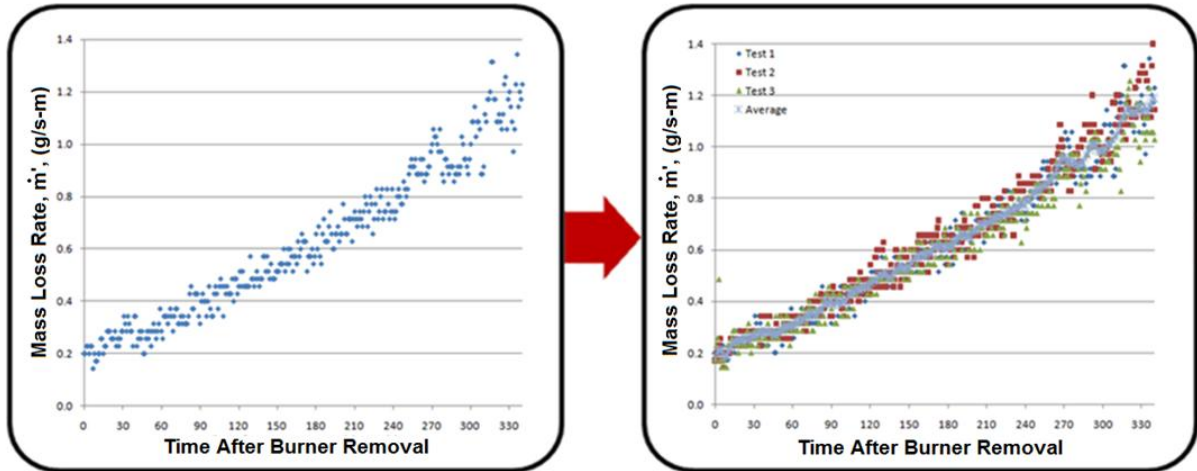 1.4
1.2
1.0
0.8
0.6
0.4
0.2
0.0
Mass Loss Rate, ṁ', (g/s-m)
0 30 60 90 120 150 180 210 240 270 300 330
Time After Burner Removal
1.4
1.2
1.0
0.8
0.6
0.4
0.2
0.0
Mass Loss Rate, ṁ', (g/s-m)
Test 1
Test 2
Test 3
Average
0 30 60 90 120 150 180 210 240 270 300 330
Time After Burner Removal